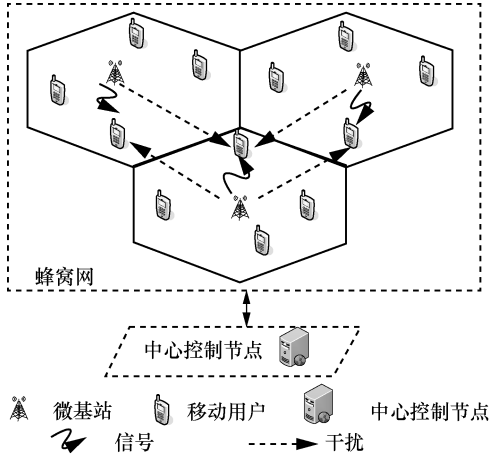 蜂窝网
中心控制节点
微基站 移动用户 中心控制节点
信号 干扰